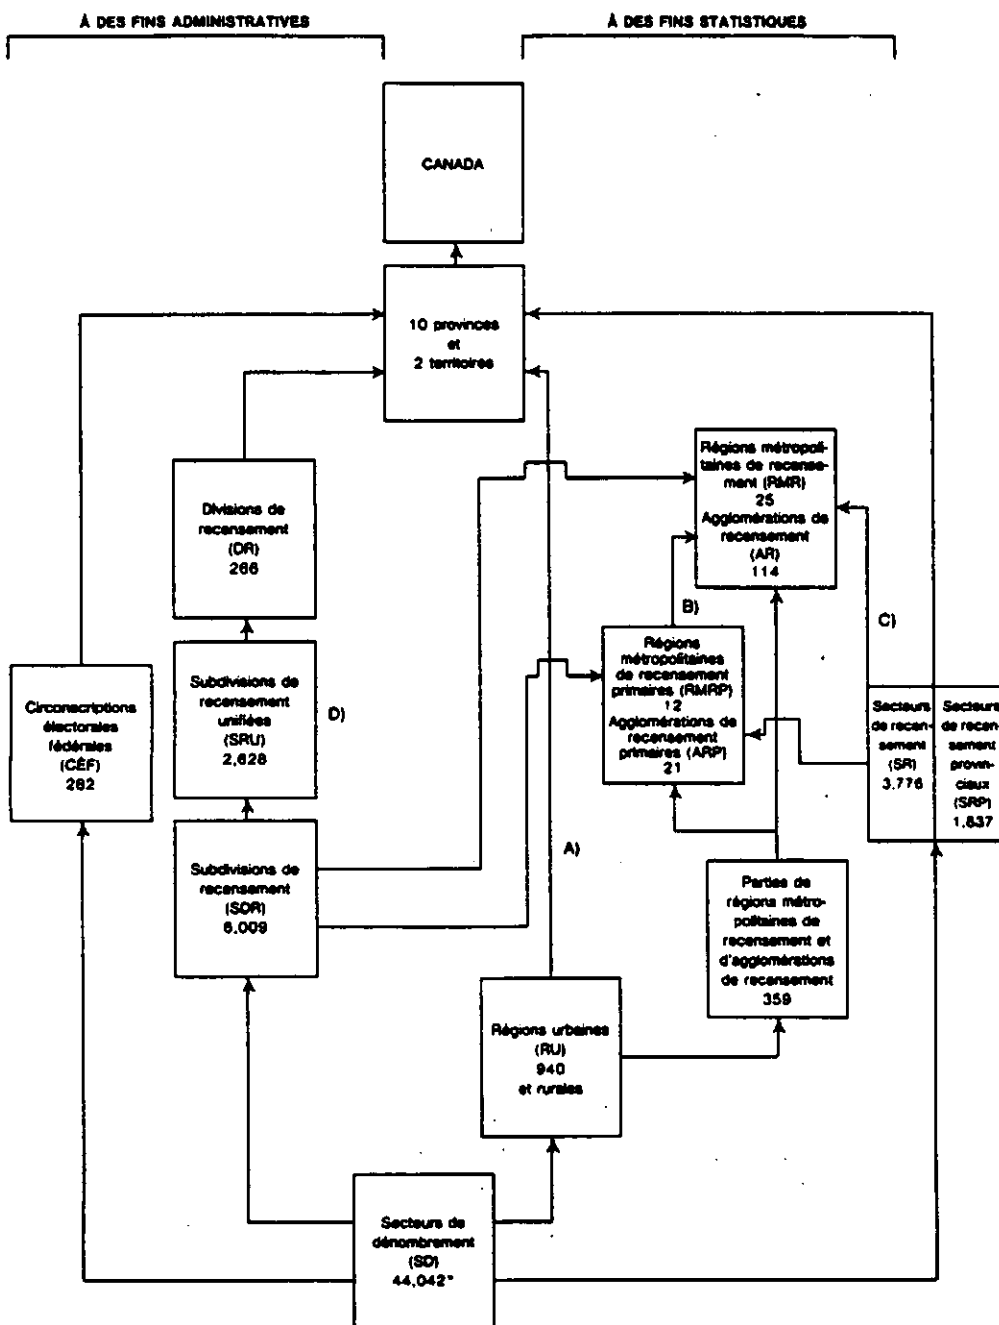 À DES FINS ADMINISTRATIVES
À DES FINS STATISTIQUES
CANADA
10 provinces
et
2 territoires
Régions métropoli-
taines de recense-
ment (RMR)
25
Agglomérations de
recensement
(AR)
114
Divisions de
recensement
(DR)
266
B)
C)
Régions
métropolitaines
de recensement
primaires (RMRP)
12
Agglomérations de
recensement
primaires (ARP)
21
Circonscriptions
électorales
fédérales
(CÉF)
282
Subdivisions de
recensement
unifiées
(SRU)
2,628
D)
Secteurs
de recen-
sement
(SR)
3,776
Secteurs
de recen-
sement
provin-
ciaux
(SRP)
1,637
A)
Subdivisions de
recensement
(SDR)
6,009
Parties de
régions métro-
politaines de
recensement et
d'agglomérations
de recensement
359
Régions urbaines
(RU)
940
et rurales
Secteurs de
dénombrement
(SD)
44,042*